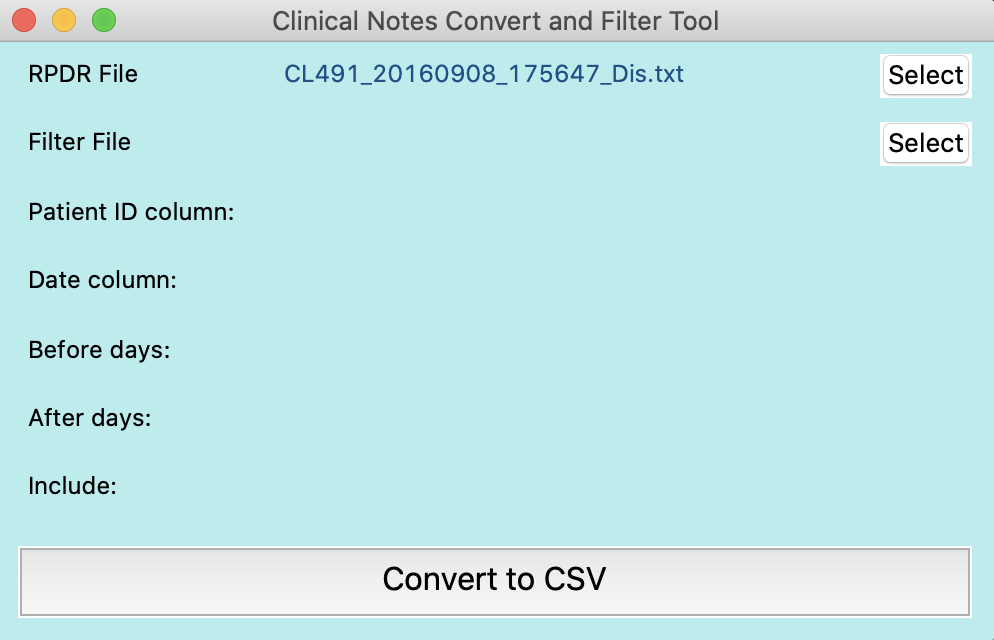 Clinical Notes Convert and Filter Tool
RPDR File CL491_20160908_175647_Dis.txt Select
Filter File Select
Patient ID column:
Date column:
Before days:
After days:
Include:
Convert to CSV